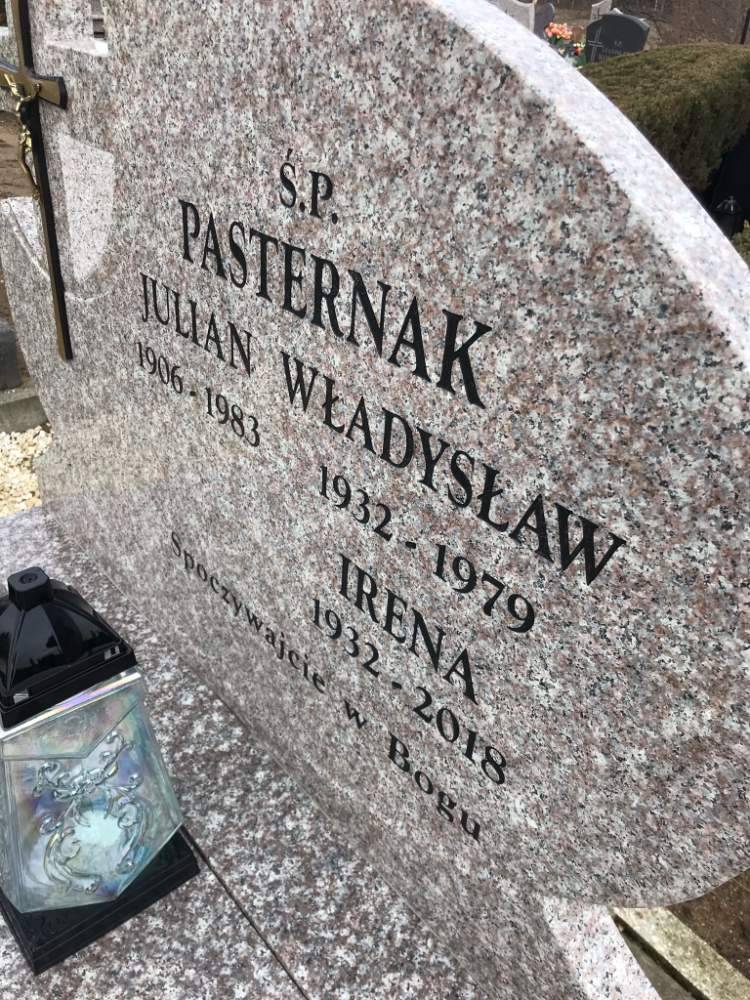 Ś.P.
PASTERNAK
JULIAN WŁADYSŁAW
1906 - 1983 1932 - 1979
IRENA
1932 - 2018
Spoczywajcie w Bogu